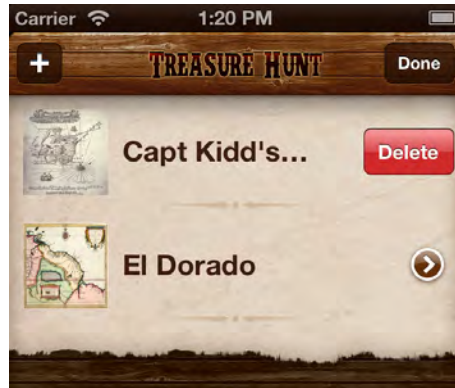 Carrier 1:20 PM
+ TREASURE HUNT Done
Capt Kidd's... Delete
El Dorado